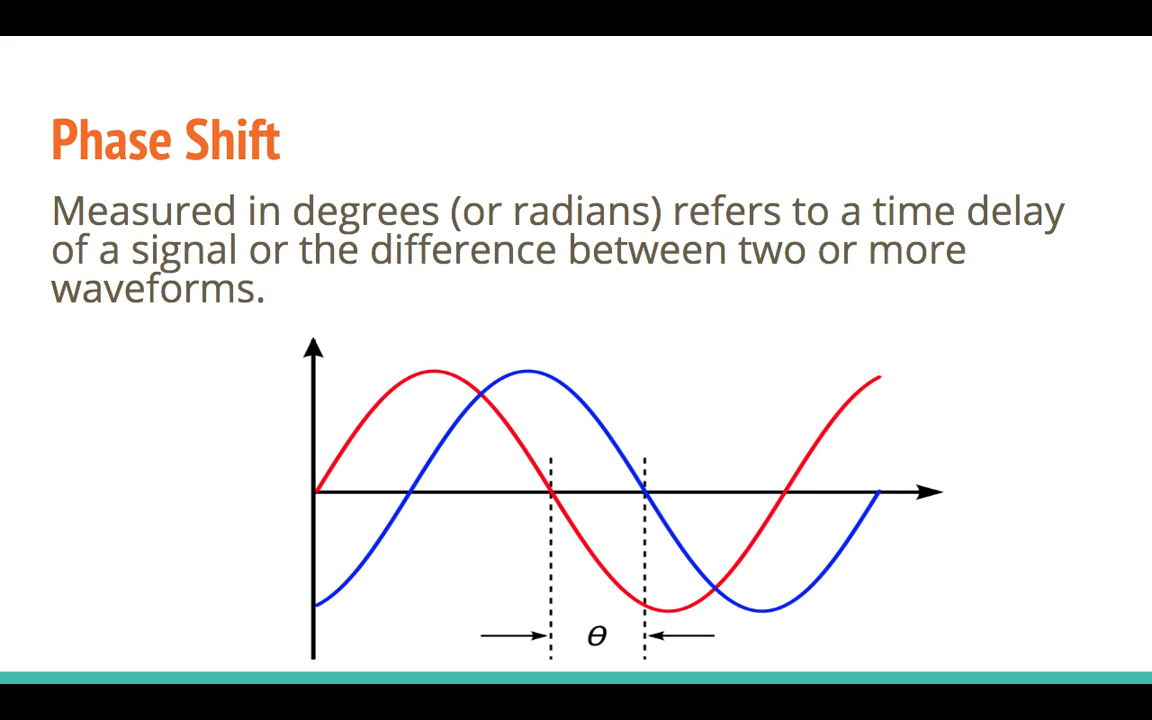 Phase Shift
Measured in degrees (or radians) refers to a time delay
of a signal or the difference between two or more
waveforms.
θ